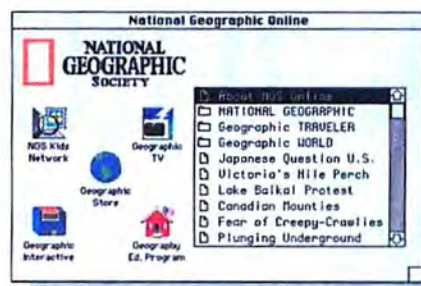 National Geographic Online
NATIONAL
GEOGRAPHIC
SOCIETY
NGS Kids
Network
Geographic
TV
Geographic
Store
Geographic
Interactive
Geography
Ed. Program
About NGS Online
NATIONAL GEOGRAPHIC
Geographic TRAVELER
Geographic WORLD
Japanese Question U.S.
Victoria's Nile Perch
Lake Baikal Protest
Canadian Mounties
Fear of Creepy-Crawlies
Plunging Underground